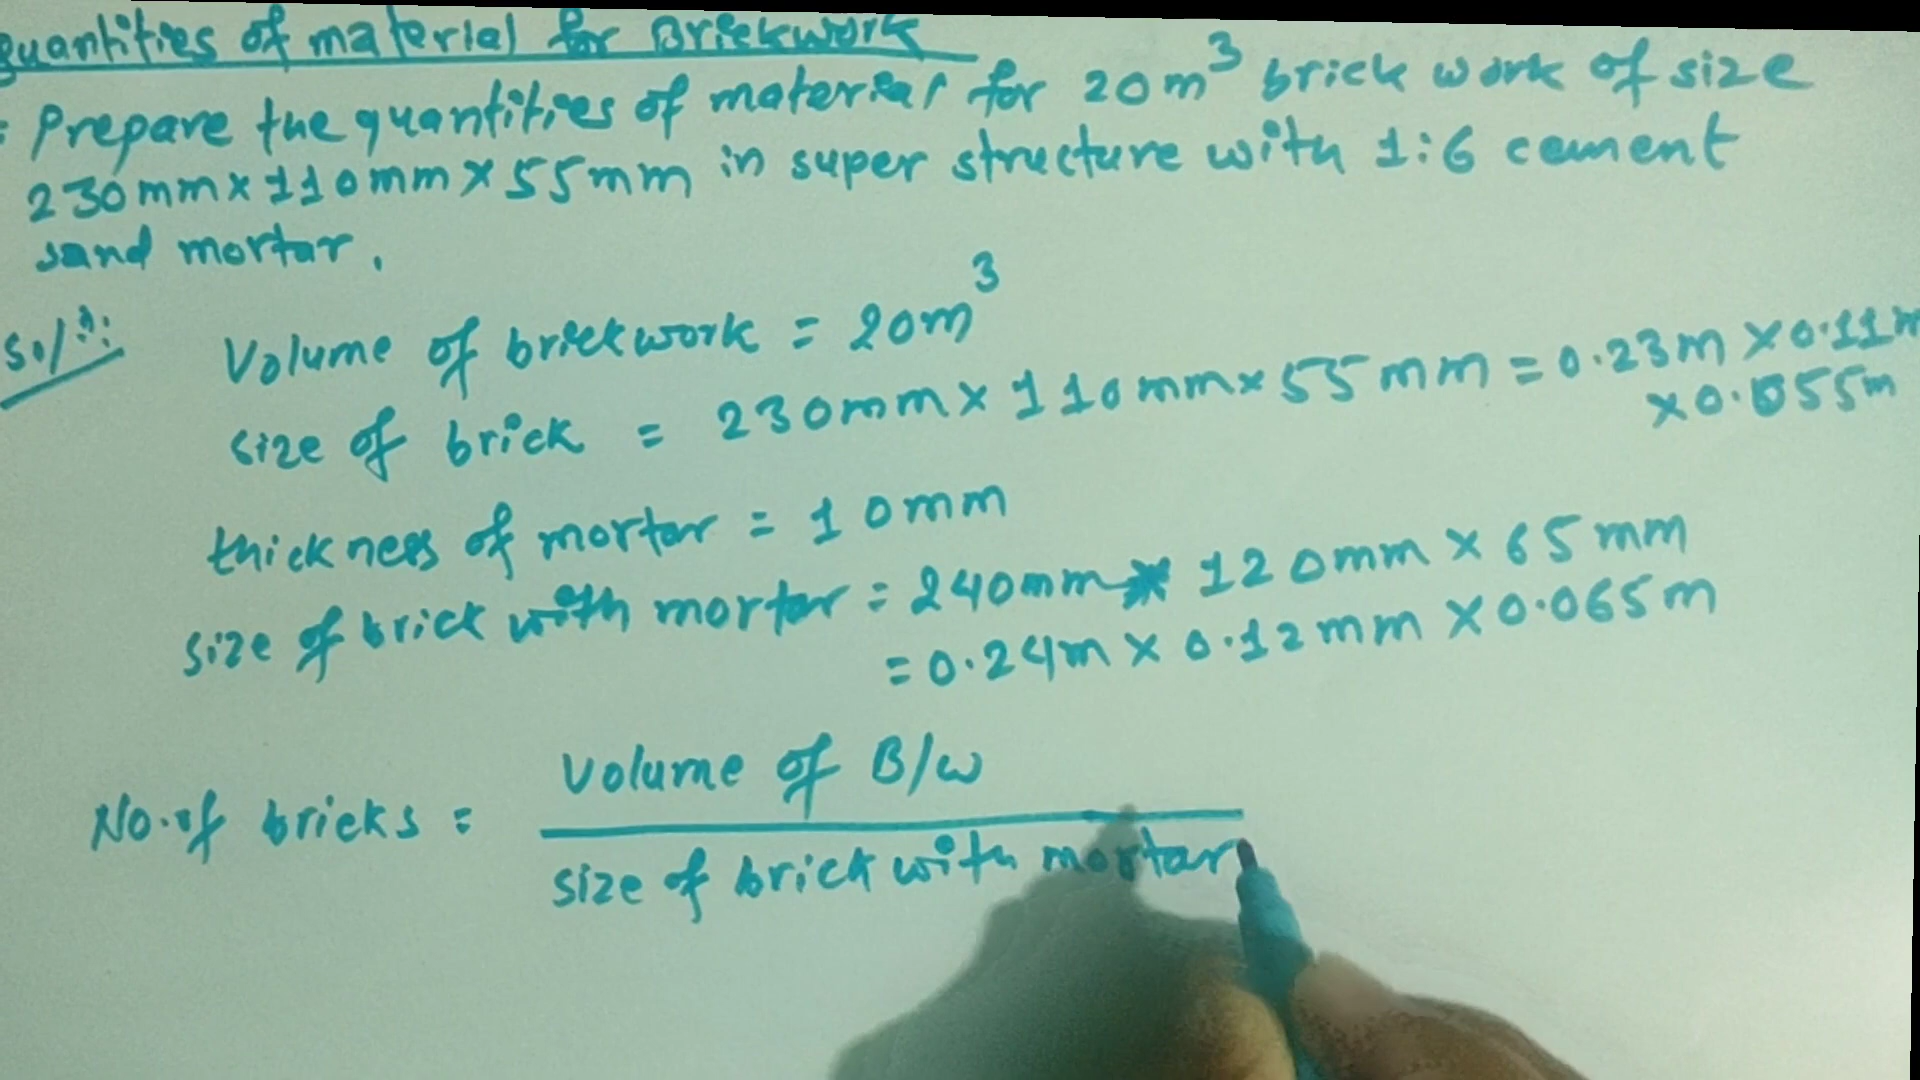 Quantities of material for Brickwork
: Prepare the quantities of material for 20m³ brick work of size
230mm x 110mm x 55mm in super structure with 1:6 cement
sand mortar.
Solⁿ:
Volume of brickwork = 20m³
size of brick = 230mm x 110mm x 55mm = 0.23m x 0.11m
x 0.055m
thickness of mortar = 10mm
size of brick with mortar = 240mm x 120mm x 65mm
= 0.24m x 0.12mm x 0.065m
No. of bricks = Volume of B/w
size of brick with mortar